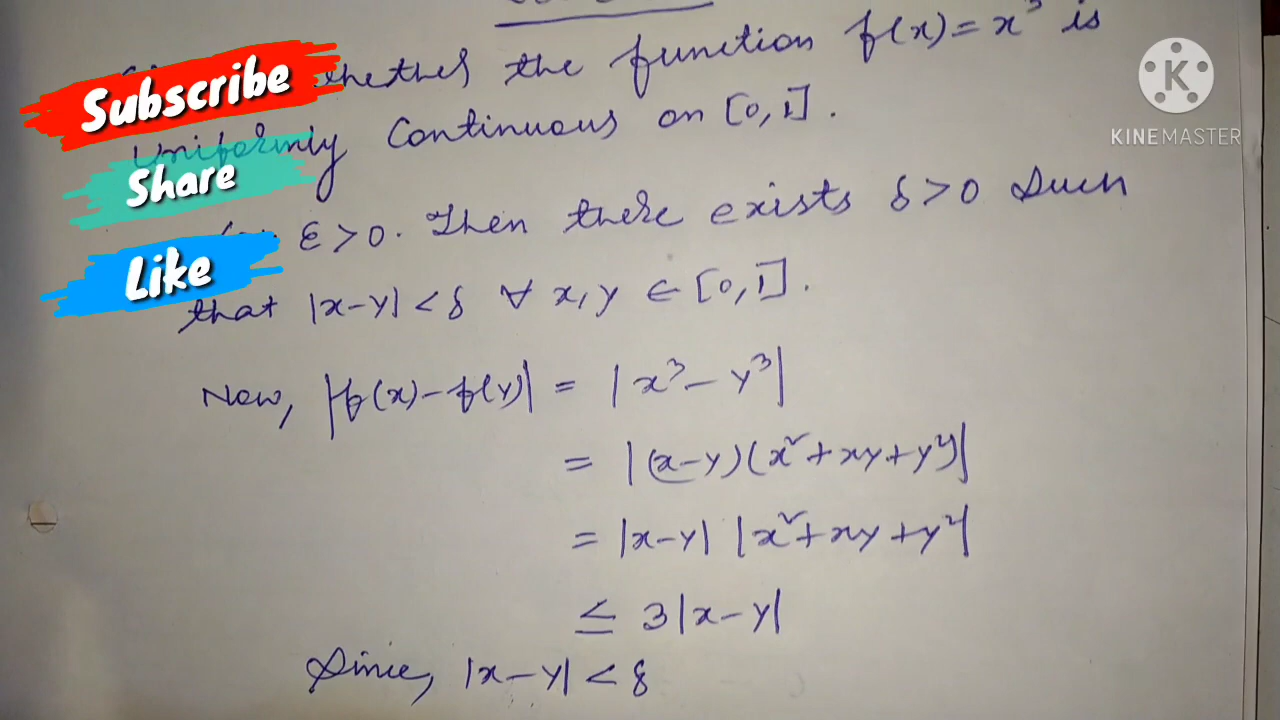 the function f(x) = x³ is
Subscribe
uniformly continuous on [0,1].
KINEMASTER
Share
ε > 0. Then there exists δ > 0 such
Like
that |x-y| < δ ∀ x, y ∈ [0,1].
Now, |f(x) - f(y)| = |x³ - y³|
= |(x-y)(x² + xy + y²)|
= |x-y| |x² + xy + y²|
≤ 3|x-y|
Since, |x-y| < δ